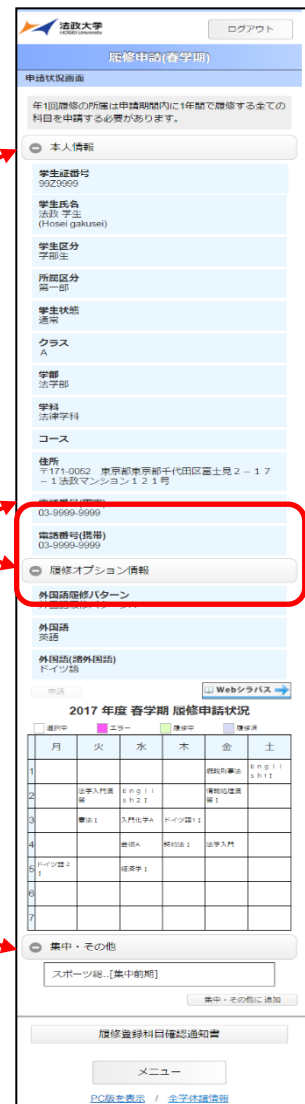 法政大学
HOSEI University
ログアウト
履修申請(春学期)
申請状況画面
年1回履修の所属は申請期間内に1年間で履修する全ての
科目を申請する必要があります。
本人情報
学生証番号
99Z9999
学生氏名
法政 学生
(Hosei gakusei)
学生区分
学部生
所属区分
第一部
学生状態
通常
クラス
A
学部
法学部
学科
法律学科
コース
住所
〒171-0052 東京都東京都千代田区富士見２－１７
－１法政マンション１２１号
03-9999-9999
電話番号(携帯)
03-9999-9999
履修オプション情報
外国語履修パターン
外国語
英語
外国語(諸外国語)
ドイツ語
申請
Webシラバス
2017 年度 春学期 履修申請状況
選択中 エラー 履修中 履修済
月 火 水 木 金 土
1 Ｅｎｇｌｉ
ｓｈ１Ｉ
2 法学入門演 Ｅｎｇｌｉ 情報処理演
習 ｓｈ２Ｉ 習Ｉ
3 憲法Ｉ 入門化学A ドイツ語１Ｉ
4 芸術A 契約法Ｉ 法学入門
5 ドイツ語２ 経済学Ｉ
Ｉ
6
7
集中・その他
スポーツ総..[集中前期]
集中・その他に追加
履修登録科目確認通知書
メニュー
PC版を表示 / 全学休講情報